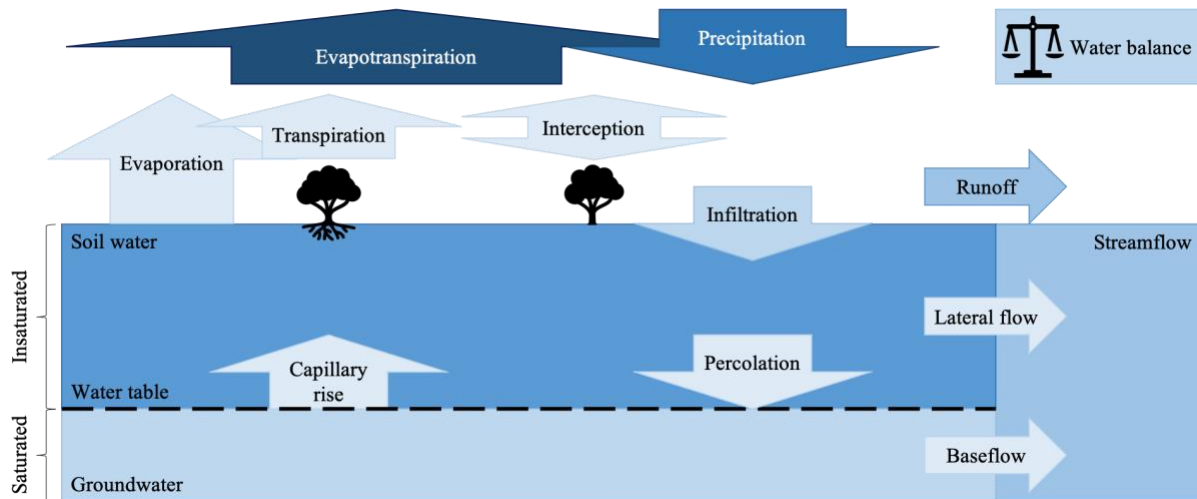 Evapotranspiration
Precipitation
Water balance
Evaporation
Transpiration
Interception
Runoff
Infiltration
Soil water
Streamflow
Insaturated
Lateral flow
Capillary
rise
Percolation
Water table
Saturated
Baseflow
Groundwater